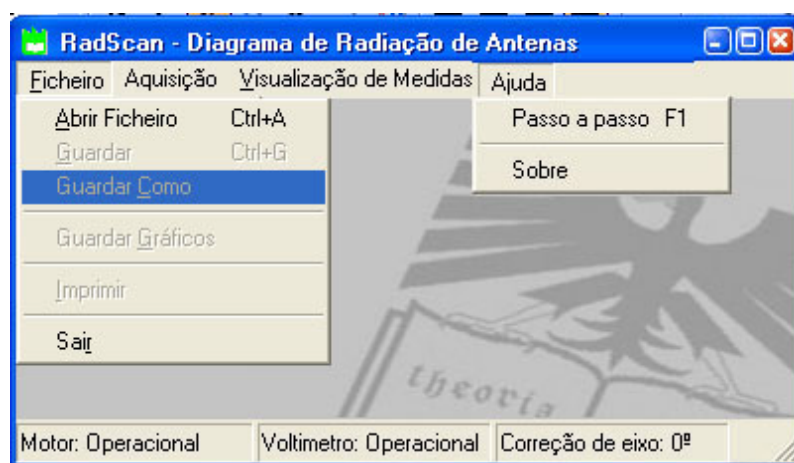 RadScan - Diagrama de Radiação de Antenas
Ficheiro Aquisição Visualização de Medidas Ajuda
Abrir Ficheiro Ctrl+A
Guardar Ctrl+G
Guardar Como
Guardar Gráficos
Imprimir
Sair
Passo a passo F1
Sobre
theoria
Motor: Operacional Voltimetro: Operacional Correção de eixo: 0º